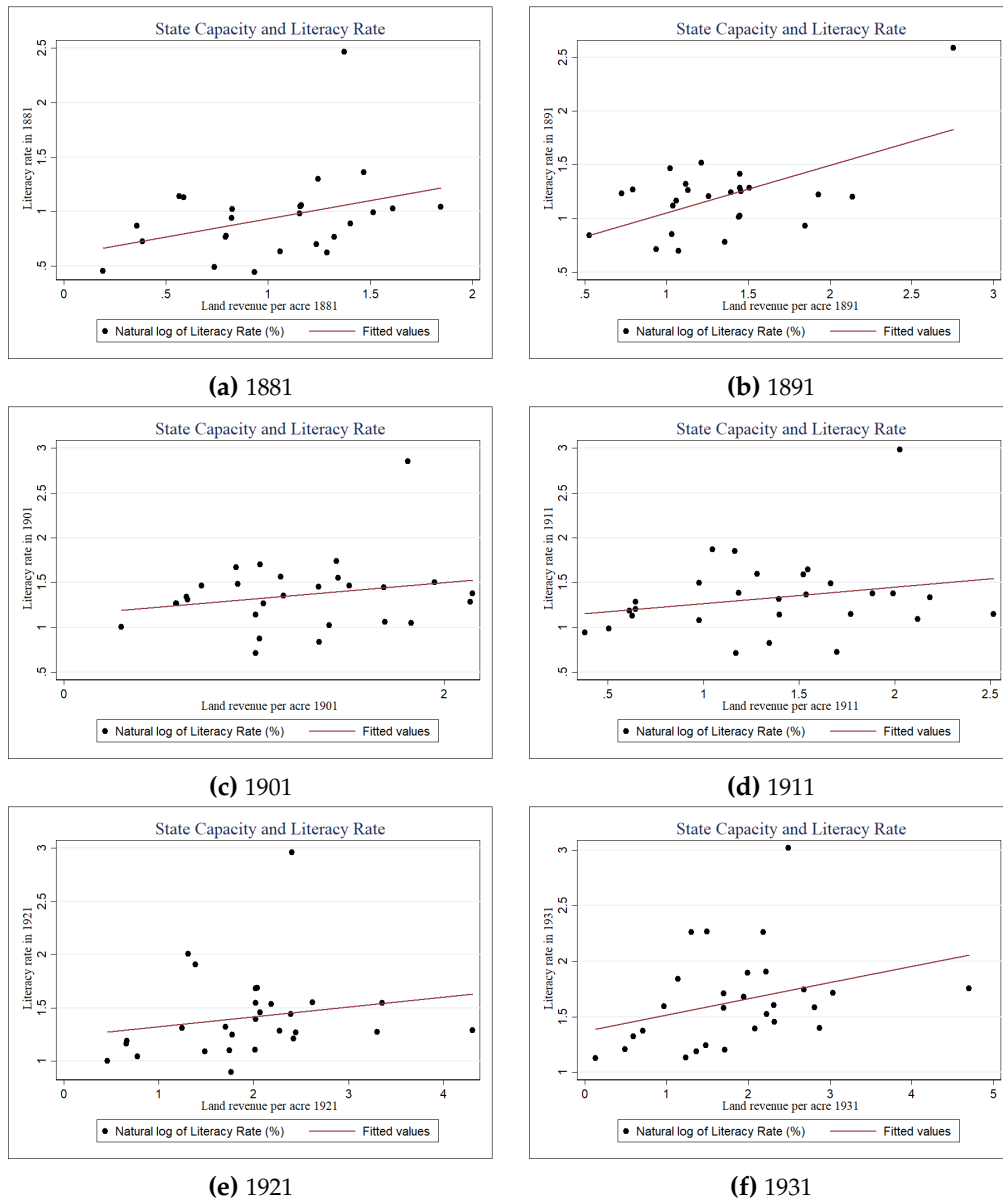 State Capacity and Literacy Rate
Literacy rate in 1881
2.5
2
1.5
1
.5
0 .5 1 1.5 2
Land revenue per acre 1881
Natural log of Literacy Rate (%) Fitted values
(a) 1881
State Capacity and Literacy Rate
Literacy rate in 1891
2.5
2
1.5
1
.5
.5 1 1.5 2 2.5 3
Land revenue per acre 1891
Natural log of Literacy Rate (%) Fitted values
(b) 1891
State Capacity and Literacy Rate
Literacy rate in 1901
3
2.5
2
1.5
1
.5
0 2
Land revenue per acre 1901
Natural log of Literacy Rate (%) Fitted values
(c) 1901
State Capacity and Literacy Rate
Literacy rate in 1911
3
2.5
2
1.5
1
.5
.5 1 1.5 2 2.5
Land revenue per acre 1911
Natural log of Literacy Rate (%) Fitted values
(d) 1911
State Capacity and Literacy Rate
Literacy rate in 1921
3
2.5
2
1.5
1
0 1 2 3 4
Land revenue per acre 1921
Natural log of Literacy Rate (%) Fitted values
(e) 1921
State Capacity and Literacy Rate
Literacy rate in 1931
3
2.5
2
1.5
1
0 1 2 3 4 5
Land revenue per acre 1931
Natural log of Literacy Rate (%) Fitted values
(f) 1931